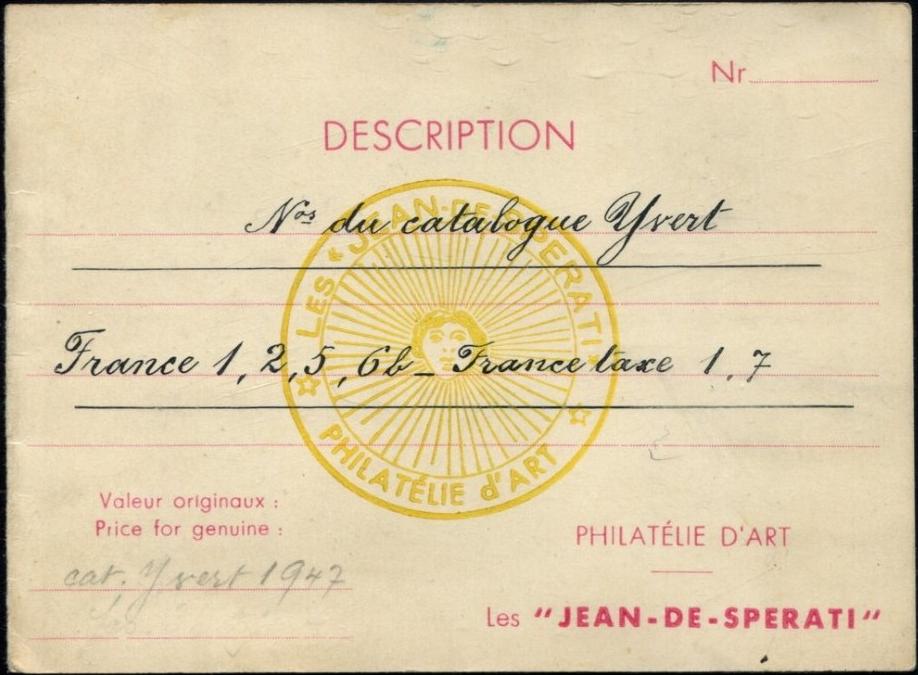 Nr
DESCRIPTION
Nos du catalogue Yvert
LES "JEAN-DE-SPERATI"
France 1, 2, 5, 6b – France taxe 1, 7
PHILATÉLIE d'ART
Valeur originaux :
Price for genuine :
cat. Yvert 1947
PHILATÉLIE D'ART
Les "JEAN-DE-SPERATI"